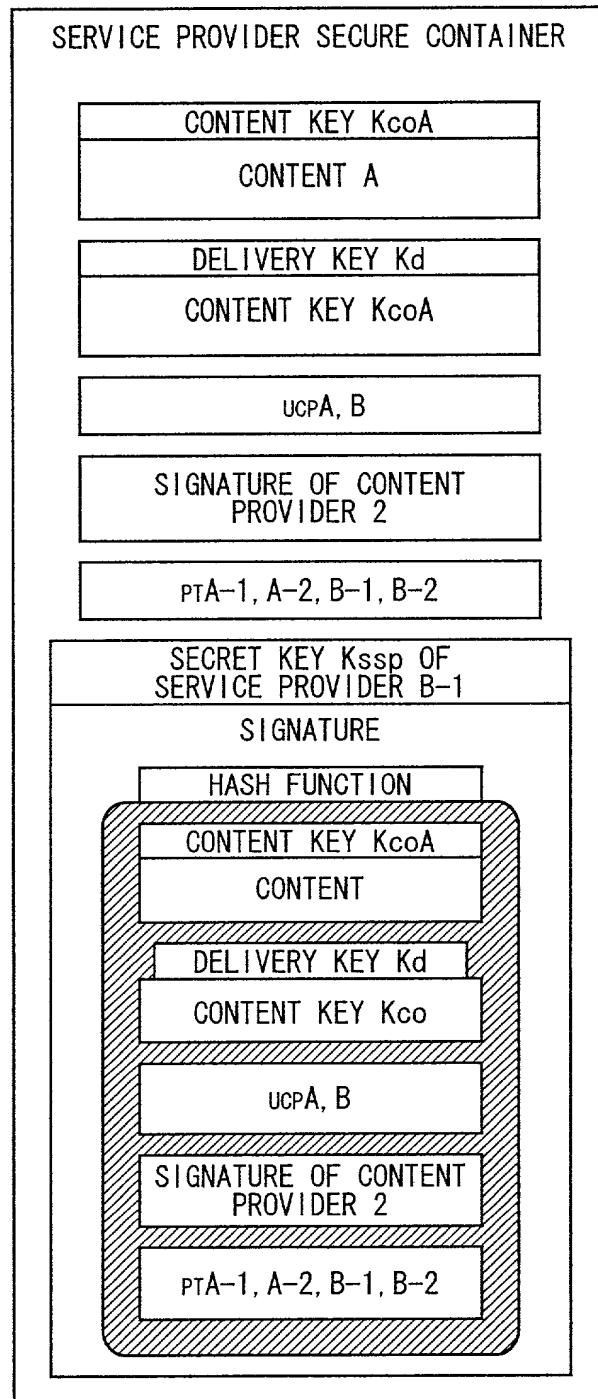 SERVICE PROVIDER SECURE CONTAINER
CONTENT KEY KcoA
CONTENT A
DELIVERY KEY Kd
CONTENT KEY KcoA
UCPA, B
SIGNATURE OF CONTENT
PROVIDER 2
PTA-1, A-2, B-1, B-2
SECRET KEY Kssp OF
SERVICE PROVIDER B-1
SIGNATURE
HASH FUNCTION
CONTENT KEY KcoA
CONTENT
DELIVERY KEY Kd
CONTENT KEY Kco
UCPA, B
SIGNATURE OF CONTENT
PROVIDER 2
PTA-1, A-2, B-1, B-2